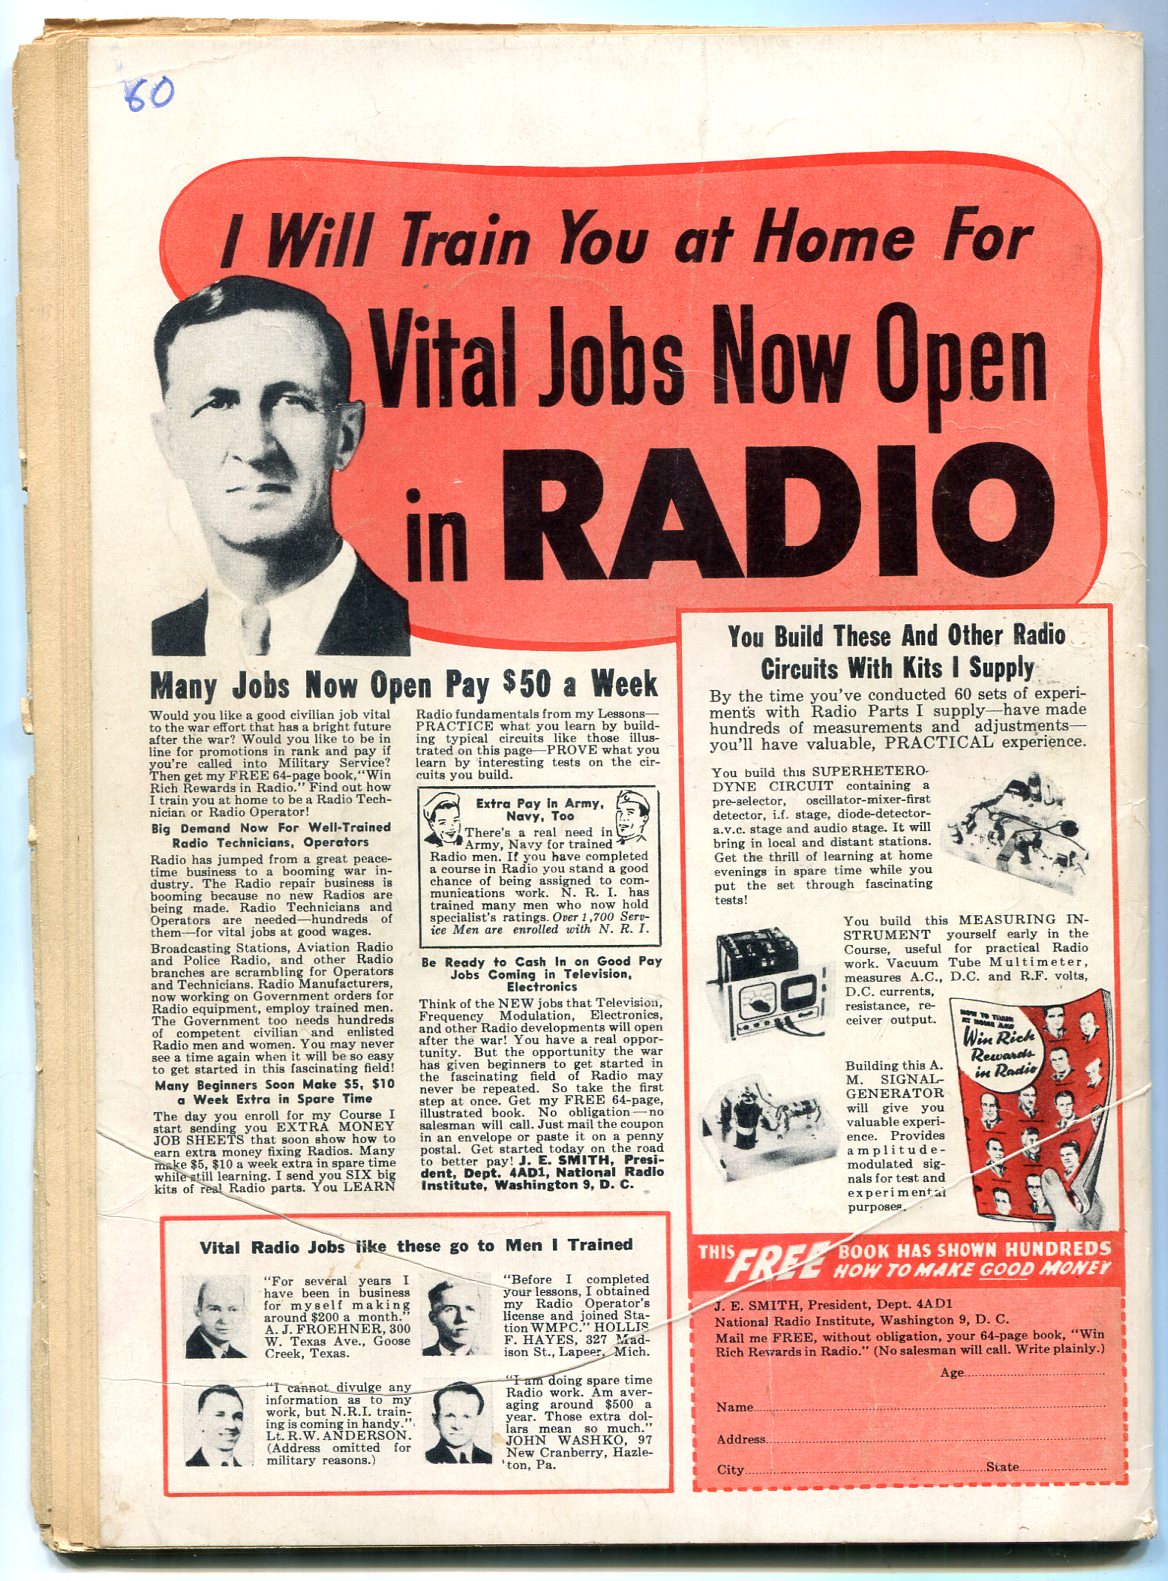 60
I Will Train You at Home For
Vital Jobs Now Open
in RADIO
Many Jobs Now Open Pay $50 a Week
Would you like a good civilian job vital
to the war effort that has a bright future
after the war? Would you like to be in
line for promotions in rank and pay if
you're called into Military Service?
Then get my FREE 64-page book, "Win
Rich Rewards in Radio." Find out how
I train you at home to be a Radio Tech-
nician or Radio Operator!
Big Demand Now For Well-Trained
Radio Technicians, Operators
Radio has jumped from a great peace-
time business to a booming war in-
dustry. The Radio repair business is
booming because no new Radios are
being made. Radio Technicians and
Operators are needed—hundreds of
them—for vital jobs at good wages.
Broadcasting Stations, Aviation Radio
and Police Radio, and other Radio
branches are scrambling for Operators
and Technicians. Radio Manufacturers,
now working on Government orders for
Radio equipment, employ trained men.
The Government too needs hundreds
of competent civilian and enlisted
Radio men and women. You may never
see a time again when it will be so easy
to get started in this fascinating field!
Many Beginners Soon Make $5, $10
a Week Extra in Spare Time
The day you enroll for my Course I
start sending you EXTRA MONEY
JOB SHEETS that soon show how to
earn extra money fixing Radios. Many
make $5, $10 a week extra in spare time
while still learning. I send you SIX big
kits of real Radio parts. You LEARN
Radio fundamentals from my Lessons—
PRACTICE what you learn by build-
ing typical circuits like those illus-
trated on this page—PROVE what you
learn by interesting tests on the cir-
cuits you build.
Extra Pay in Army,
Navy, Too
There's a real need in
Army, Navy for trained
Radio men. If you have completed
a course in Radio you stand a good
chance of being assigned to com-
munications work. N. R. I. has
trained many men who now hold
specialist's ratings. Over 1,700 Serv-
ice Men are enrolled with N. R. I.
Be Ready to Cash In on Good Pay
Jobs Coming in Television,
Electronics
Think of the NEW jobs that Television,
Frequency Modulation, Electronics,
and other Radio developments will open
after the war! You have a real oppor-
tunity. But the opportunity the war
has given beginners to get started in
the fascinating field of Radio may
never be repeated. So take the first
step at once. Get my FREE 64-page,
illustrated book. No obligation—no
salesman will call. Just mail the coupon
in an envelope or paste it on a penny
postal. Get started today on the road
to better pay! J. E. SMITH, Presi-
dent, Dept. 4AD1, National Radio
Institute, Washington 9, D. C.
You Build These And Other Radio
Circuits With Kits I Supply
By the time you've conducted 60 sets of experi-
ments with Radio Parts I supply—have made
hundreds of measurements and adjustments—
you'll have valuable, PRACTICAL experience.
You build this SUPERHETERO-
DYNE CIRCUIT containing a
pre-selector, oscillator-mixer-first
detector, i.f. stage, diode-detector-
a.v.c. stage and audio stage. It will
bring in local and distant stations.
Get the thrill of learning at home
evenings in spare time while you
put the set through fascinating
tests!
You build this MEASURING IN-
STRUMENT yourself early in the
Course, useful for practical Radio
work. Vacuum Tube Multimeter,
measures A.C., D.C. and R.F. volts,
D.C. currents,
resistance, re-
ceiver output.
HOW TO TRAIN
AT HOME AND
Win Rich
Rewards
in Radio
Building this A.
M. SIGNAL-
GENERATOR
will give you
valuable experi-
ence. Provides
amplitude-
modulated sig-
nals for test and
experimental
purposes.
THIS FREE BOOK HAS SHOWN HUNDREDS
HOW TO MAKE GOOD MONEY
J. E. SMITH, President, Dept. 4AD1
National Radio Institute, Washington 9, D. C.
Mail me FREE, without obligation, your 64-page book, "Win
Rich Rewards in Radio." (No salesman will call. Write plainly.)
Age
Name
Address
City State
Vital Radio Jobs like these go to Men I Trained
"For several years I
have been in business
for myself making
around $200 a month."
A. J. FROEHNER, 300
W. Texas Ave., Goose
Creek, Texas.
"Before I completed
your lessons, I obtained
my Radio Operator's
license and joined Sta-
tion WMPC." HOLLIS
F. HAYES, 327 Mad-
ison St., Lapeer, Mich.
"I cannot divulge any
information as to my
work, but N.R.I. train-
ing is coming in handy."
Lt. R.W. ANDERSON.
(Address omitted for
military reasons.)
"I am doing spare time
Radio work. Am aver-
aging around $500 a
year. Those extra dol-
lars mean so much."
JOHN WASHKO, 97
New Cranberry, Hazle-
ton, Pa.